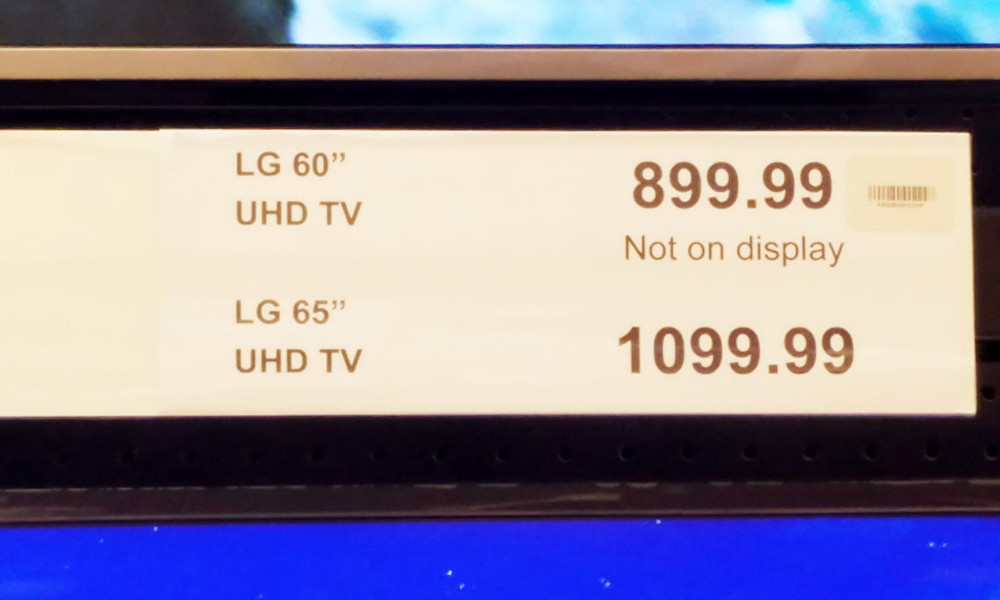 LG 60”
UHD TV
899.99
Not on display
LG 65”
UHD TV
1099.99